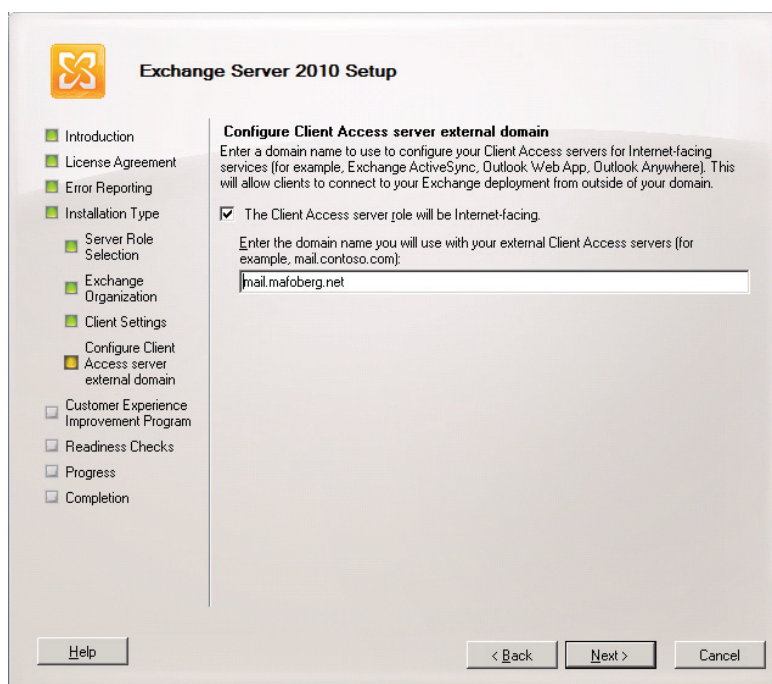 Exchange Server 2010 Setup
Introduction
License Agreement
Error Reporting
Installation Type
Server Role
Selection
Exchange
Organization
Client Settings
Configure Client
Access server
external domain
Customer Experience
Improvement Program
Readiness Checks
Progress
Completion
Configure Client Access server external domain
Enter a domain name to use to configure your Client Access servers for Internet-facing
services (for example, Exchange ActiveSync, Outlook Web App, Outlook Anywhere). This
will allow clients to connect to your Exchange deployment from outside of your domain.
The Client Access server role will be Internet-facing.
Enter the domain name you will use with your external Client Access servers (for
example, mail.contoso.com):
mail.mafoberg.net
Help
< Back
Next >
Cancel